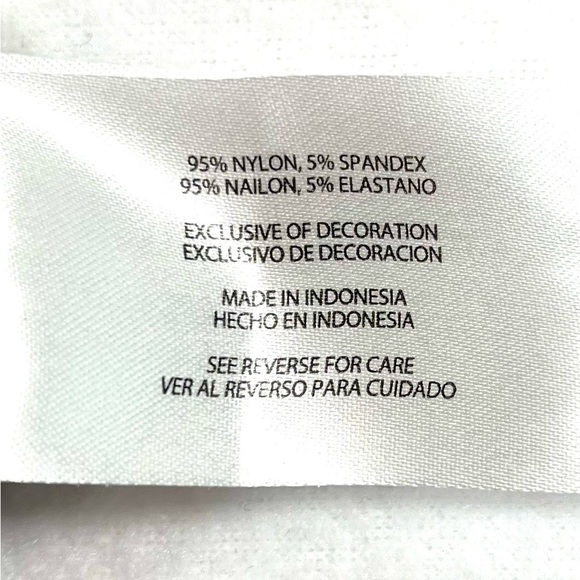 95% NYLON, 5% SPANDEX
95% NAILON, 5% ELASTANO
EXCLUSIVE OF DECORATION
EXCLUSIVO DE DECORACION
MADE IN INDONESIA
HECHO EN INDONESIA
SEE REVERSE FOR CARE
VER AL REVERSO PARA CUIDADO